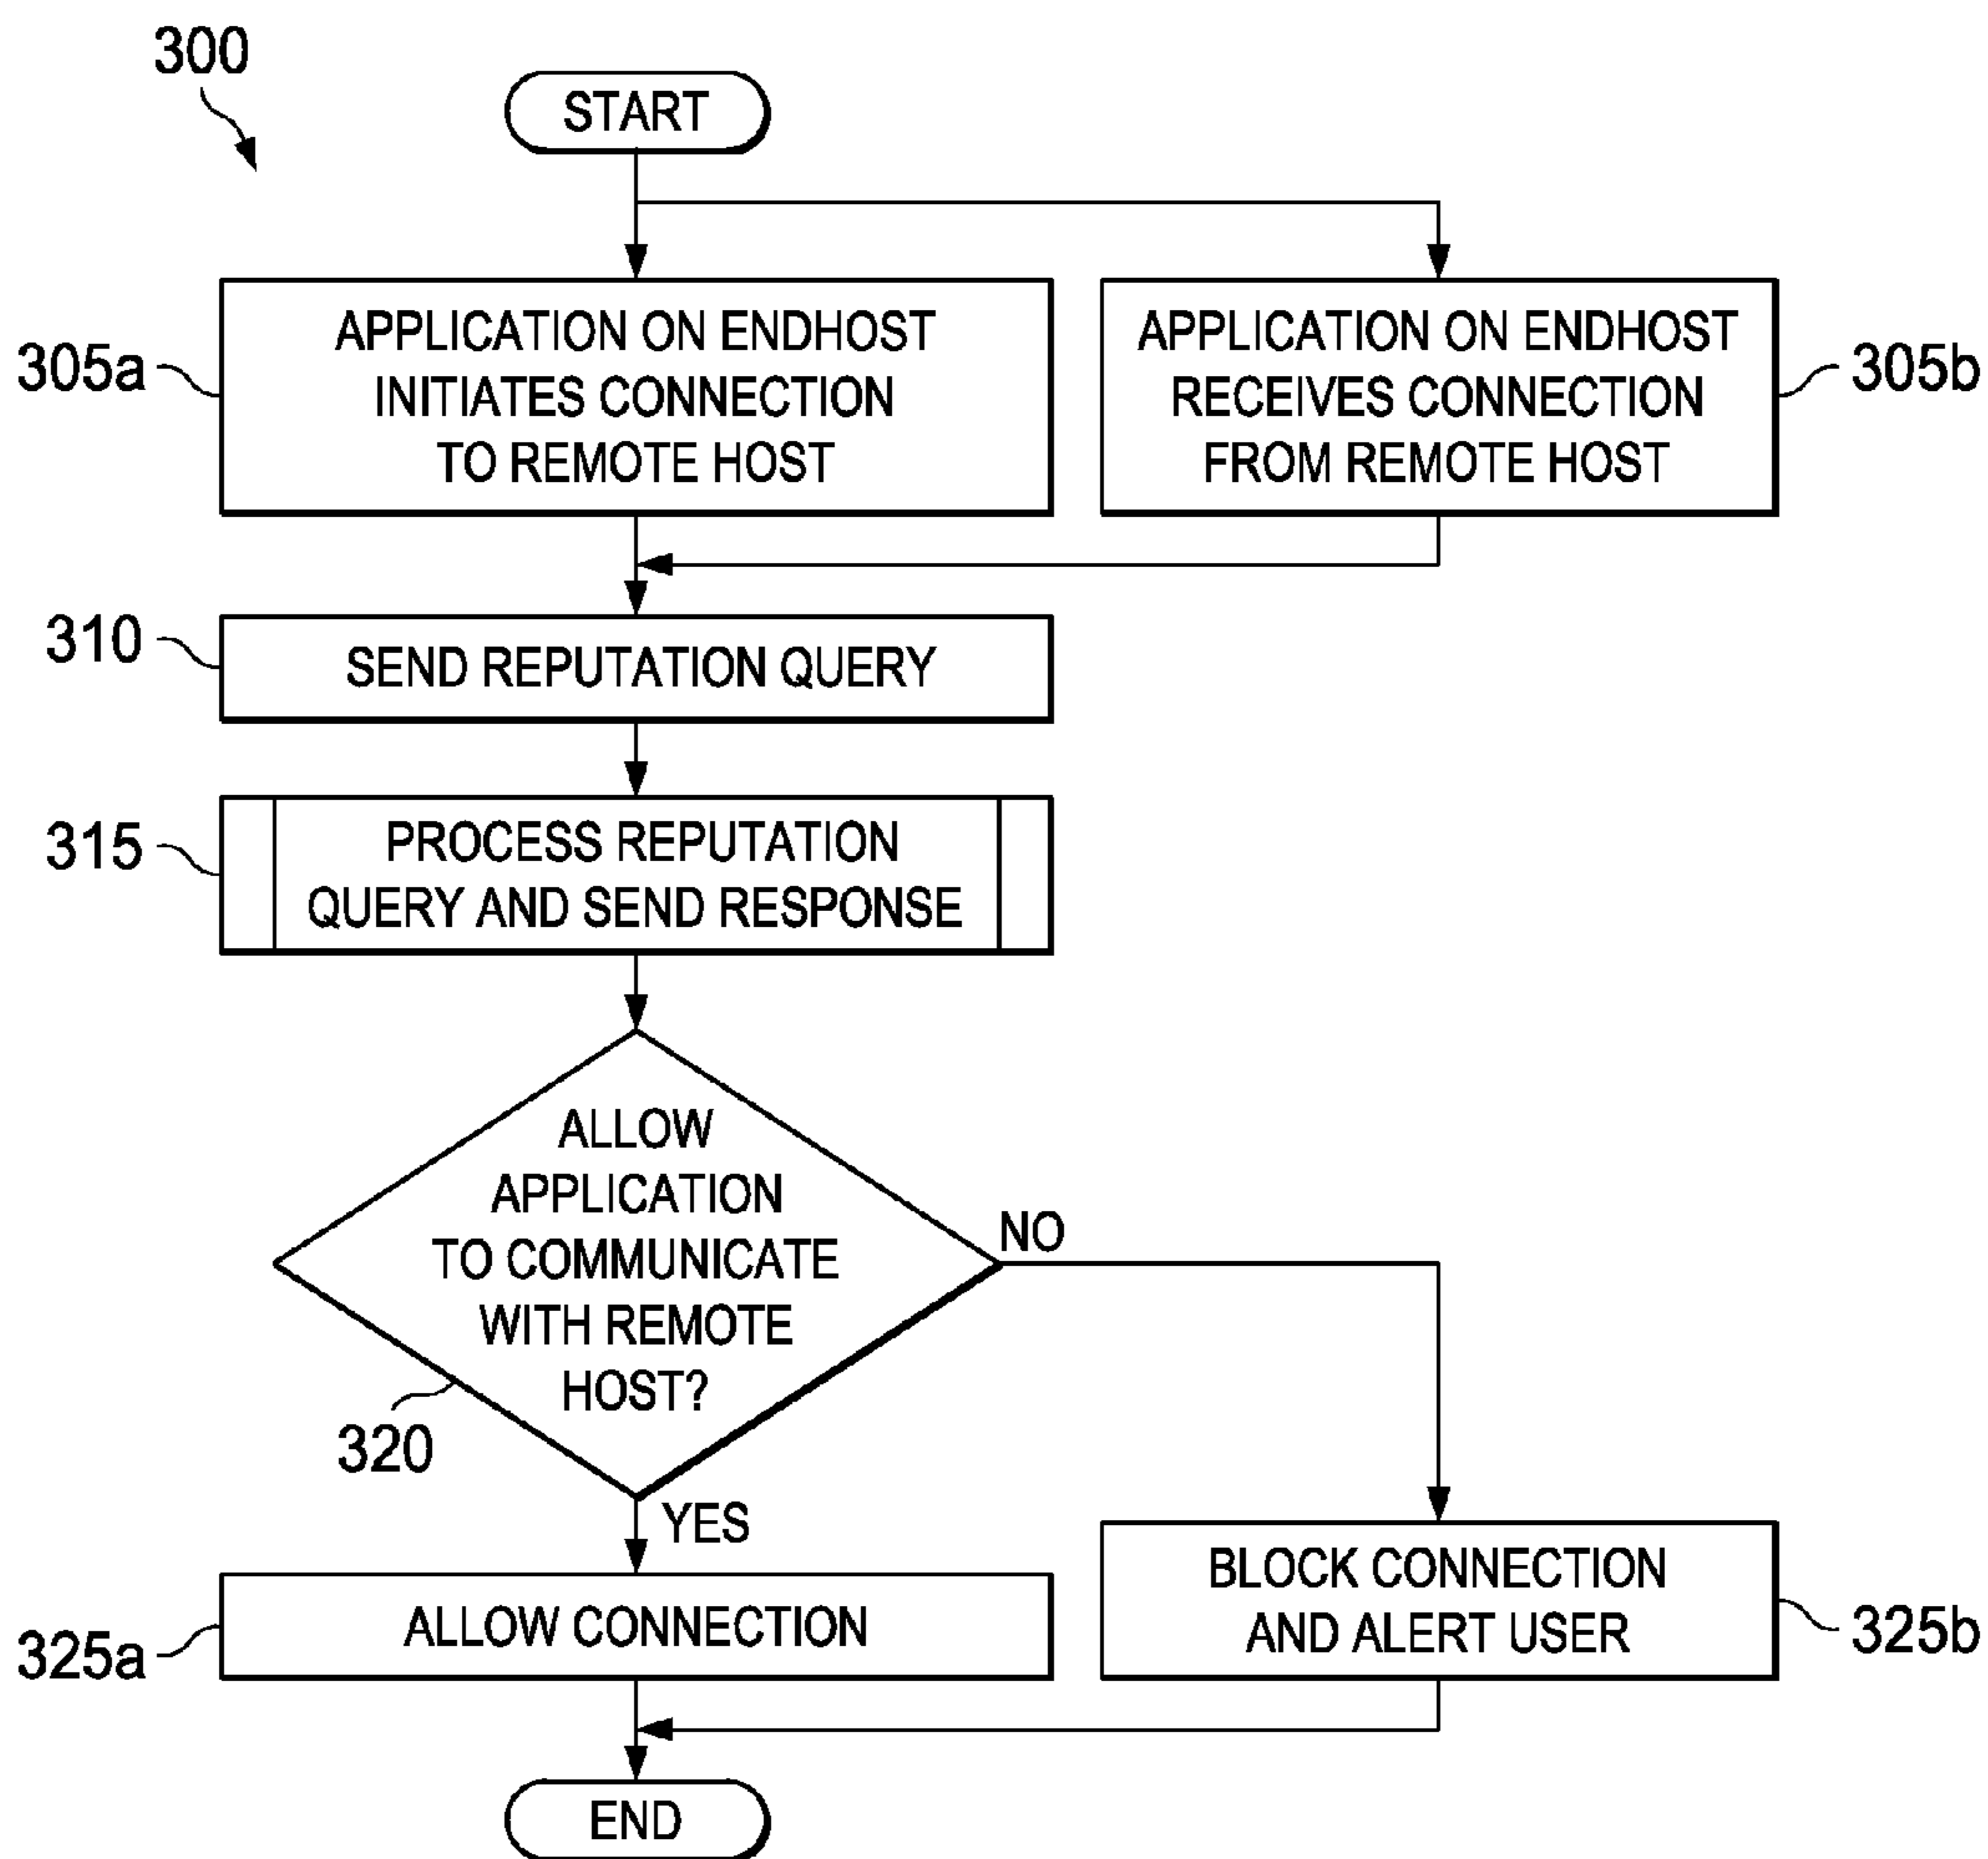 300
START
APPLICATION ON ENDHOST
INITIATES CONNECTION
TO REMOTE HOST
305a
APPLICATION ON ENDHOST
RECEIVES CONNECTION
FROM REMOTE HOST
305b
310
SEND REPUTATION QUERY
315
PROCESS REPUTATION
QUERY AND SEND RESPONSE
ALLOW
APPLICATION
TO COMMUNICATE
WITH REMOTE
HOST?
320
NO
YES
325a
ALLOW CONNECTION
BLOCK CONNECTION
AND ALERT USER
325b
END